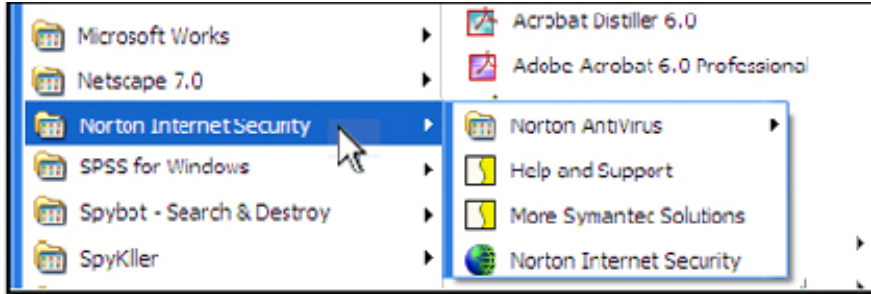 Microsoft Works
Netscape 7.0
Norton Internet Security
SPSS for Windows
Spybot - Search & Destroy
SpyKller
Acrobat Distiller 6.0
Adobe Acrobat 6.0 Professional
Norton AntiVirus
Help and Support
More Symantec Solutions
Norton Internet Security